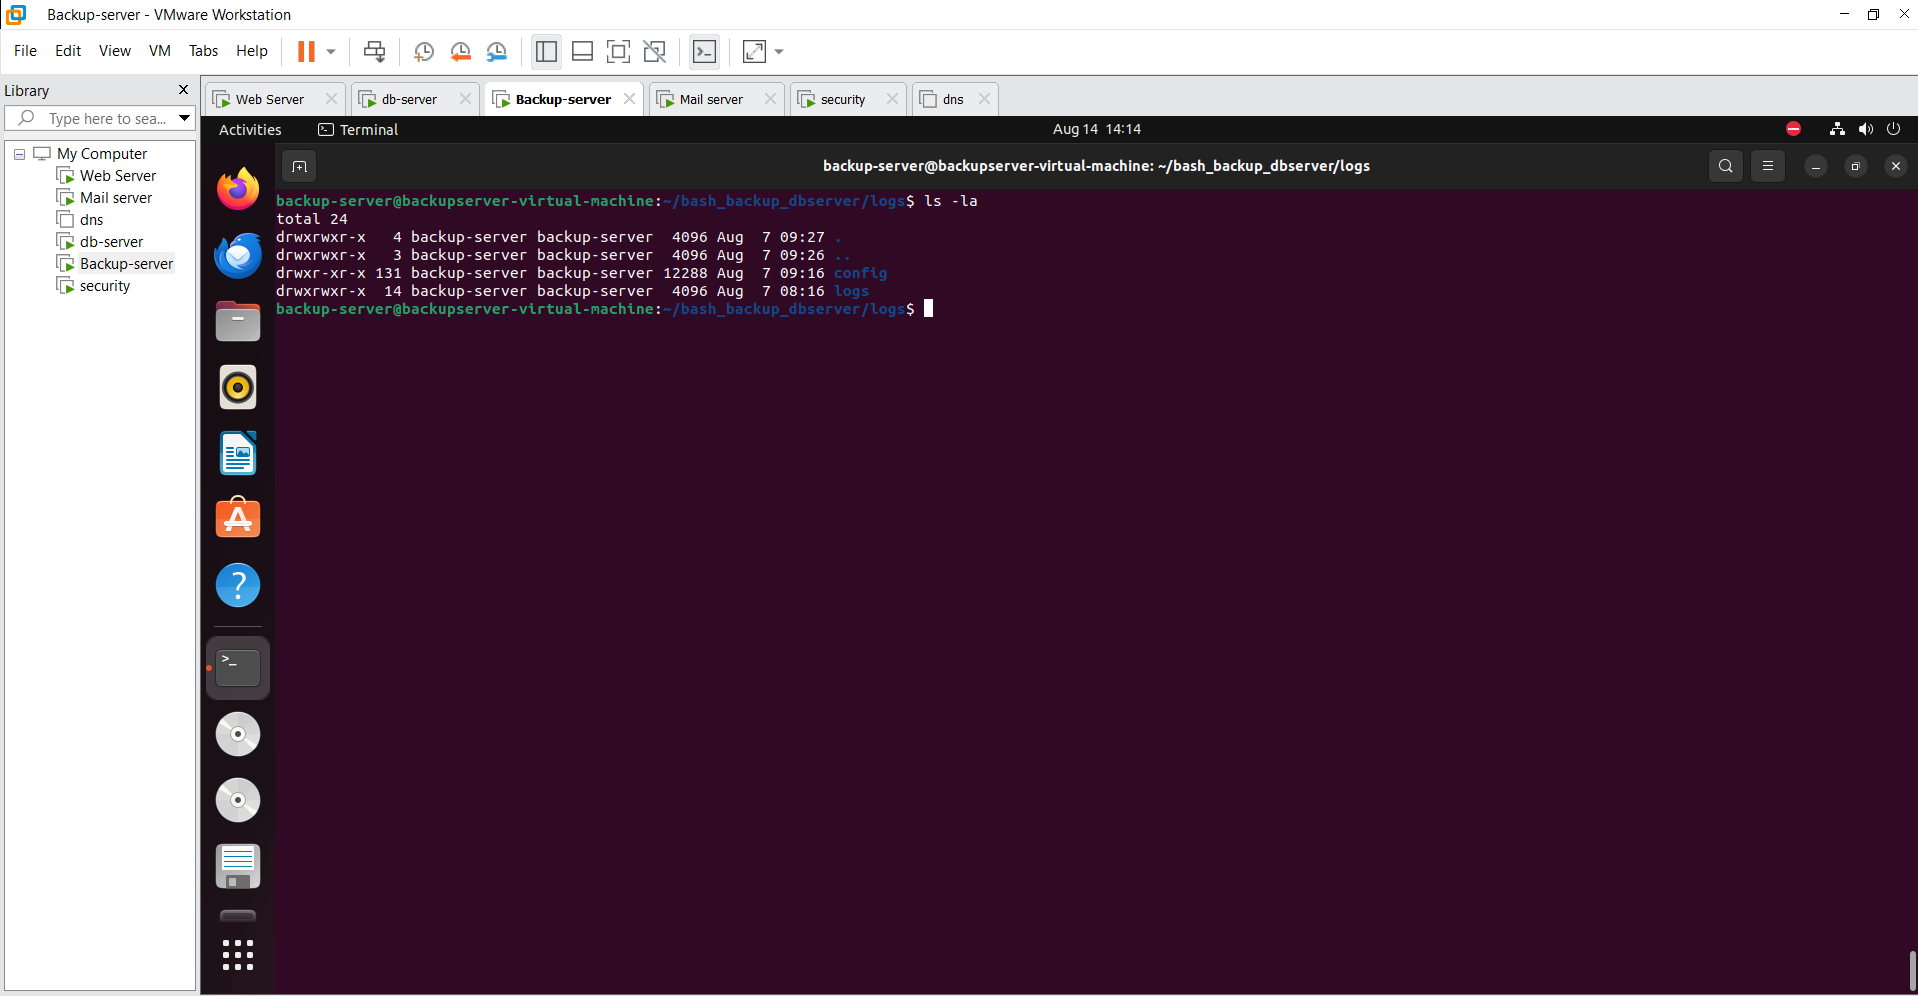 Backup-server - VMware Workstation
File Edit View VM Tabs Help
Library
Type here to sea...
My Computer
Web Server
Mail server
dns
db-server
Backup-server
security
Web Server db-server Backup-server Mail server security dns
Activities Terminal Aug 14 14:14
backup-server@backupserver-virtual-machine: ~/bash_backup_dbserver/logs
backup-server@backupserver-virtual-machine:~/bash_backup_dbserver/logs$ ls -la
total 24
drwxrwxr-x   4 backup-server backup-server  4096 Aug  7 09:27 .
drwxrwxr-x   3 backup-server backup-server  4096 Aug  7 09:26 ..
drwxr-xr-x 131 backup-server backup-server 12288 Aug  7 09:16 config
drwxrwxr-x  14 backup-server backup-server  4096 Aug  7 08:16 logs
backup-server@backupserver-virtual-machine:~/bash_backup_dbserver/logs$